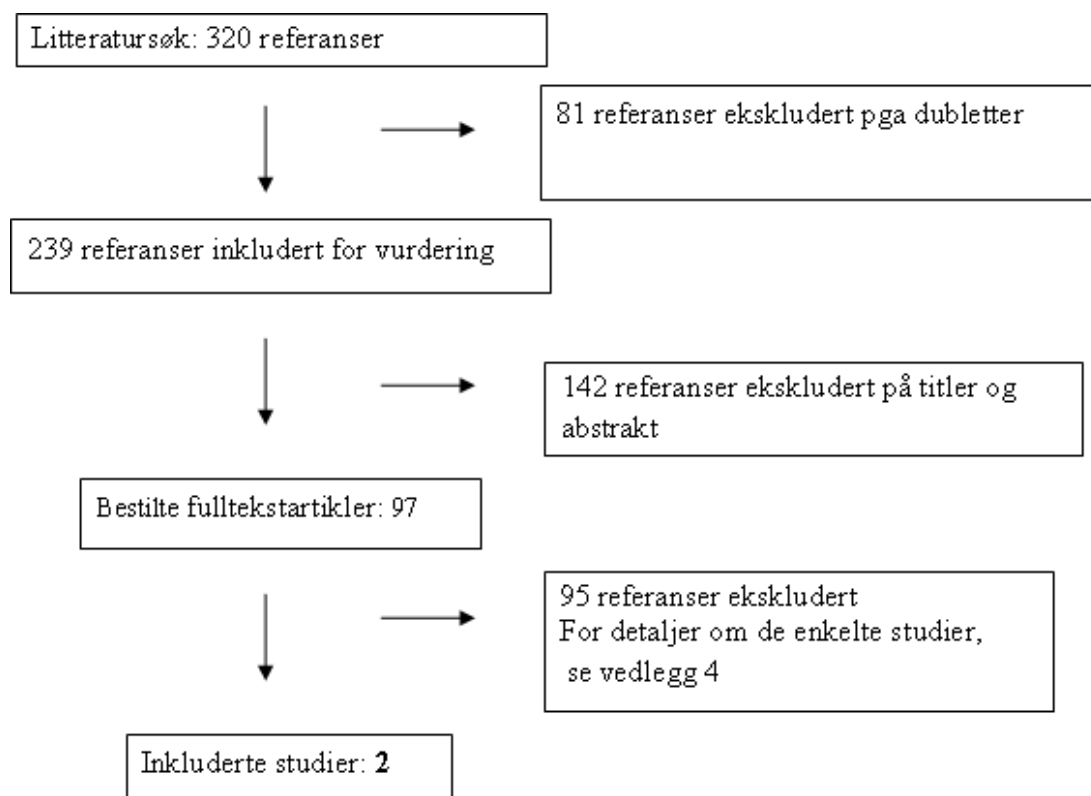 Litteratursøk: 320 referanser
81 referanser ekskludert pga dubletter
239 referanser inkludert for vurdering
142 referanser ekskludert på titler og
abstrakt
Bestilte fulltekstartikler: 97
95 referanser ekskludert
For detaljer om de enkelte studier,
se vedlegg 4
Inkluderte studier: 2